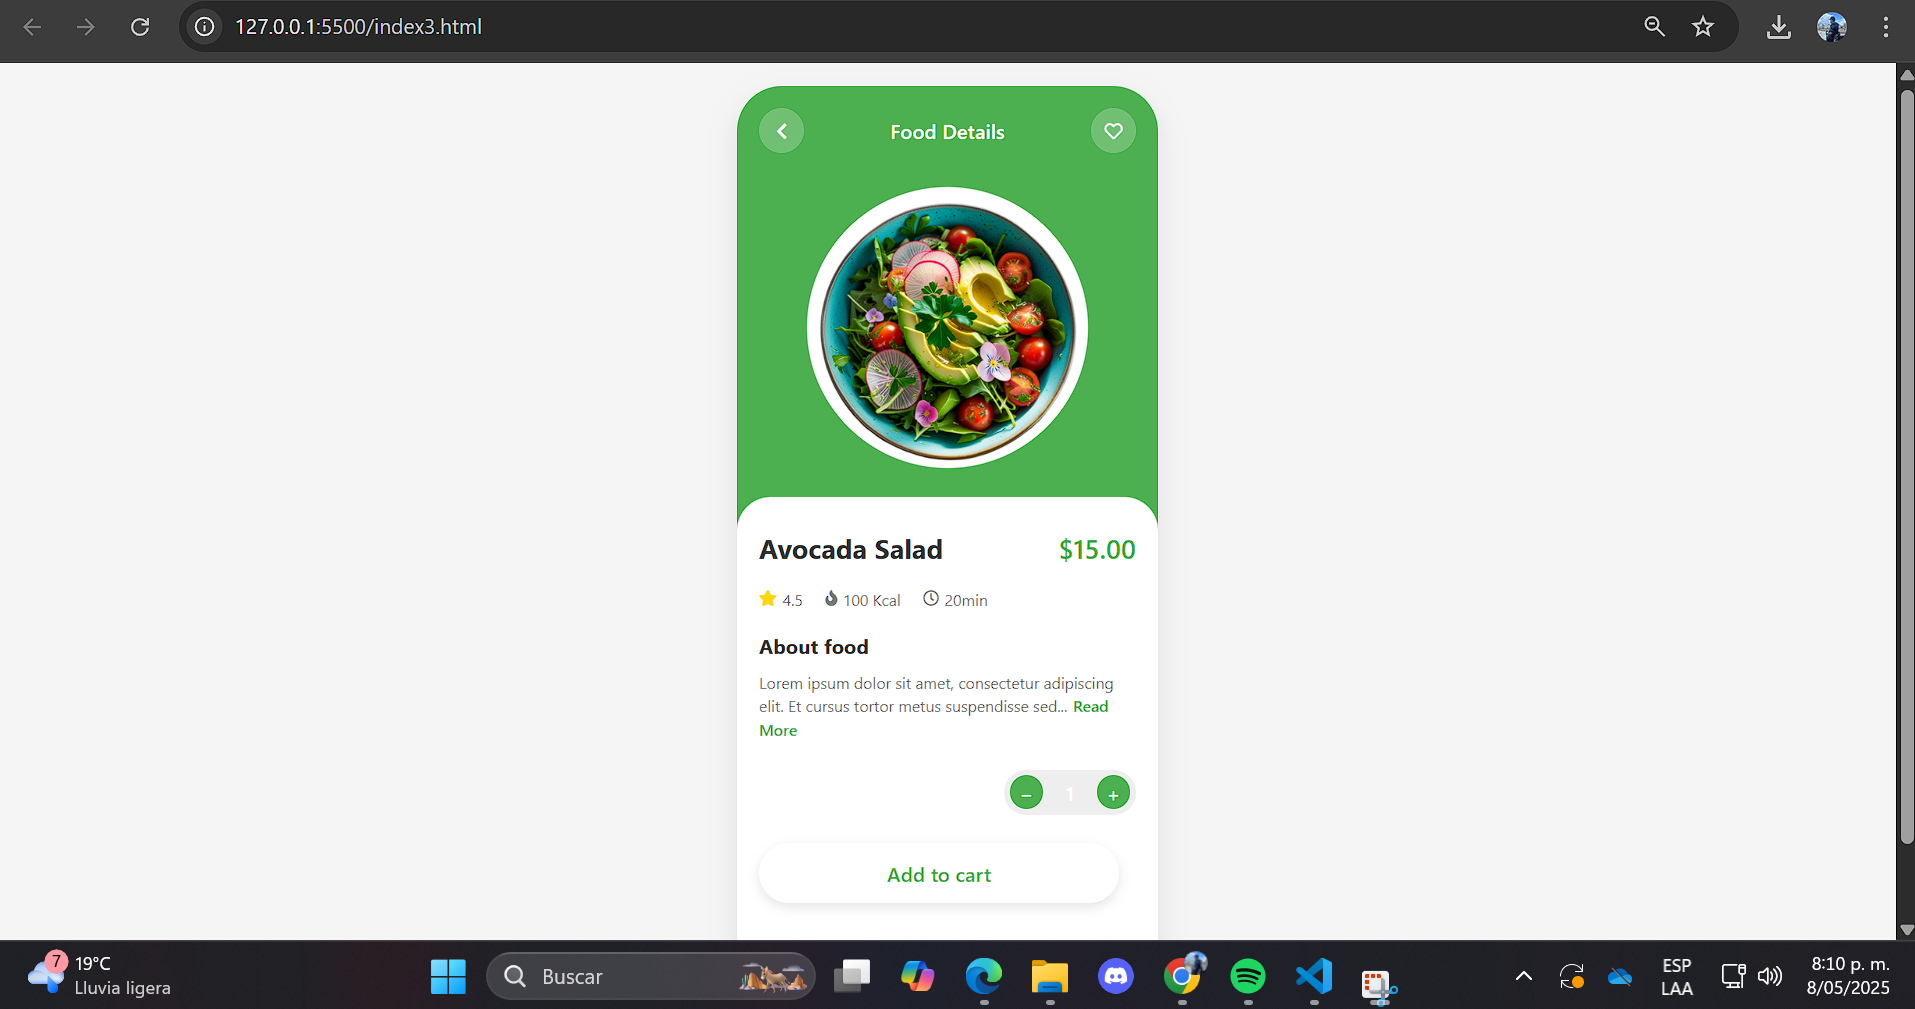 127.0.0.1:5500/index3.html
Food Details
Avocada Salad
$15.00
4.5
100 Kcal
20min
About food
Lorem ipsum dolor sit amet, consectetur adipiscing
elit. Et cursus tortor metus suspendisse sed... Read
More
−
1
+
Add to cart
7
19°C
Lluvia ligera
Buscar
ESP
LAA
8:10 p. m.
8/05/2025